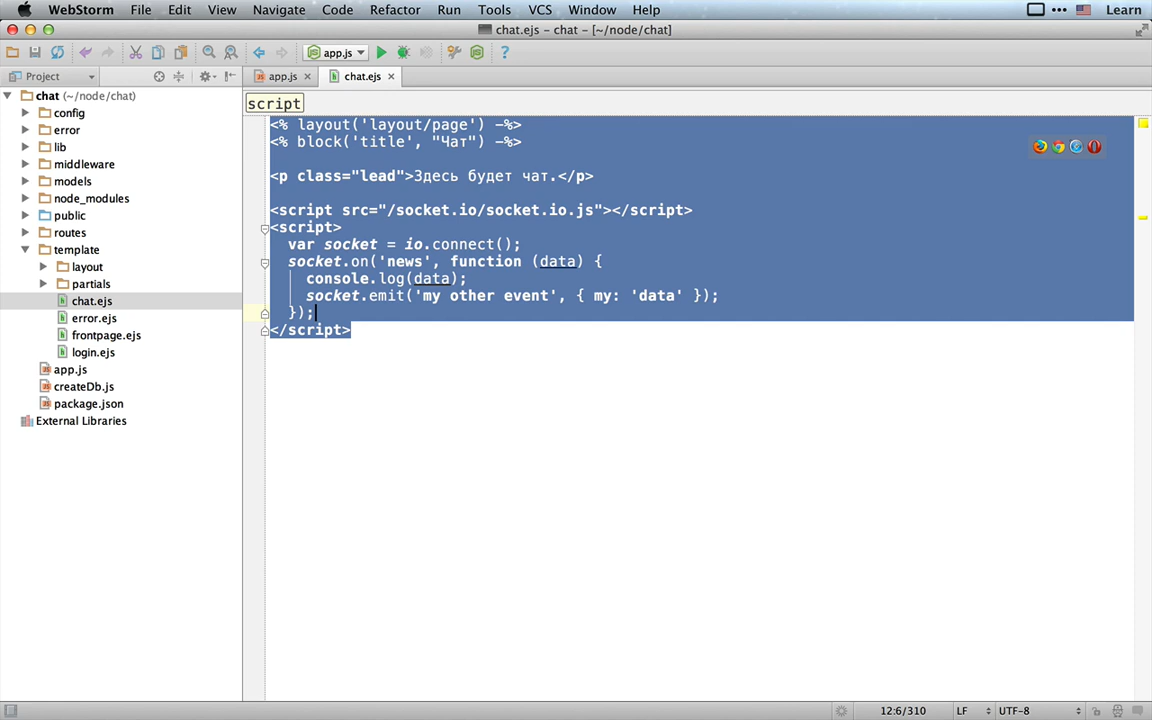 WebStorm File Edit View Navigate Code Refactor Run Tools VCS Window Help Learn
chat.ejs – chat – [~/node/chat]
app.js
Project app.js chat.ejs
chat (~/node/chat)
config
error
lib
middleware
models
node_modules
public
routes
template
layout
partials
chat.ejs
error.ejs
frontpage.ejs
login.ejs
app.js
createDb.js
package.json
External Libraries
script
<% layout('layout/page') -%>
<% block('title', "Чат") -%>
<p class="lead">Здесь будет чат.</p>
<script src="/socket.io/socket.io.js"></script>
<script>
var socket = io.connect();
socket.on('news', function (data) {
console.log(data);
socket.emit('my other event', { my: 'data' });
});
</script>
12:6/310 LF UTF-8